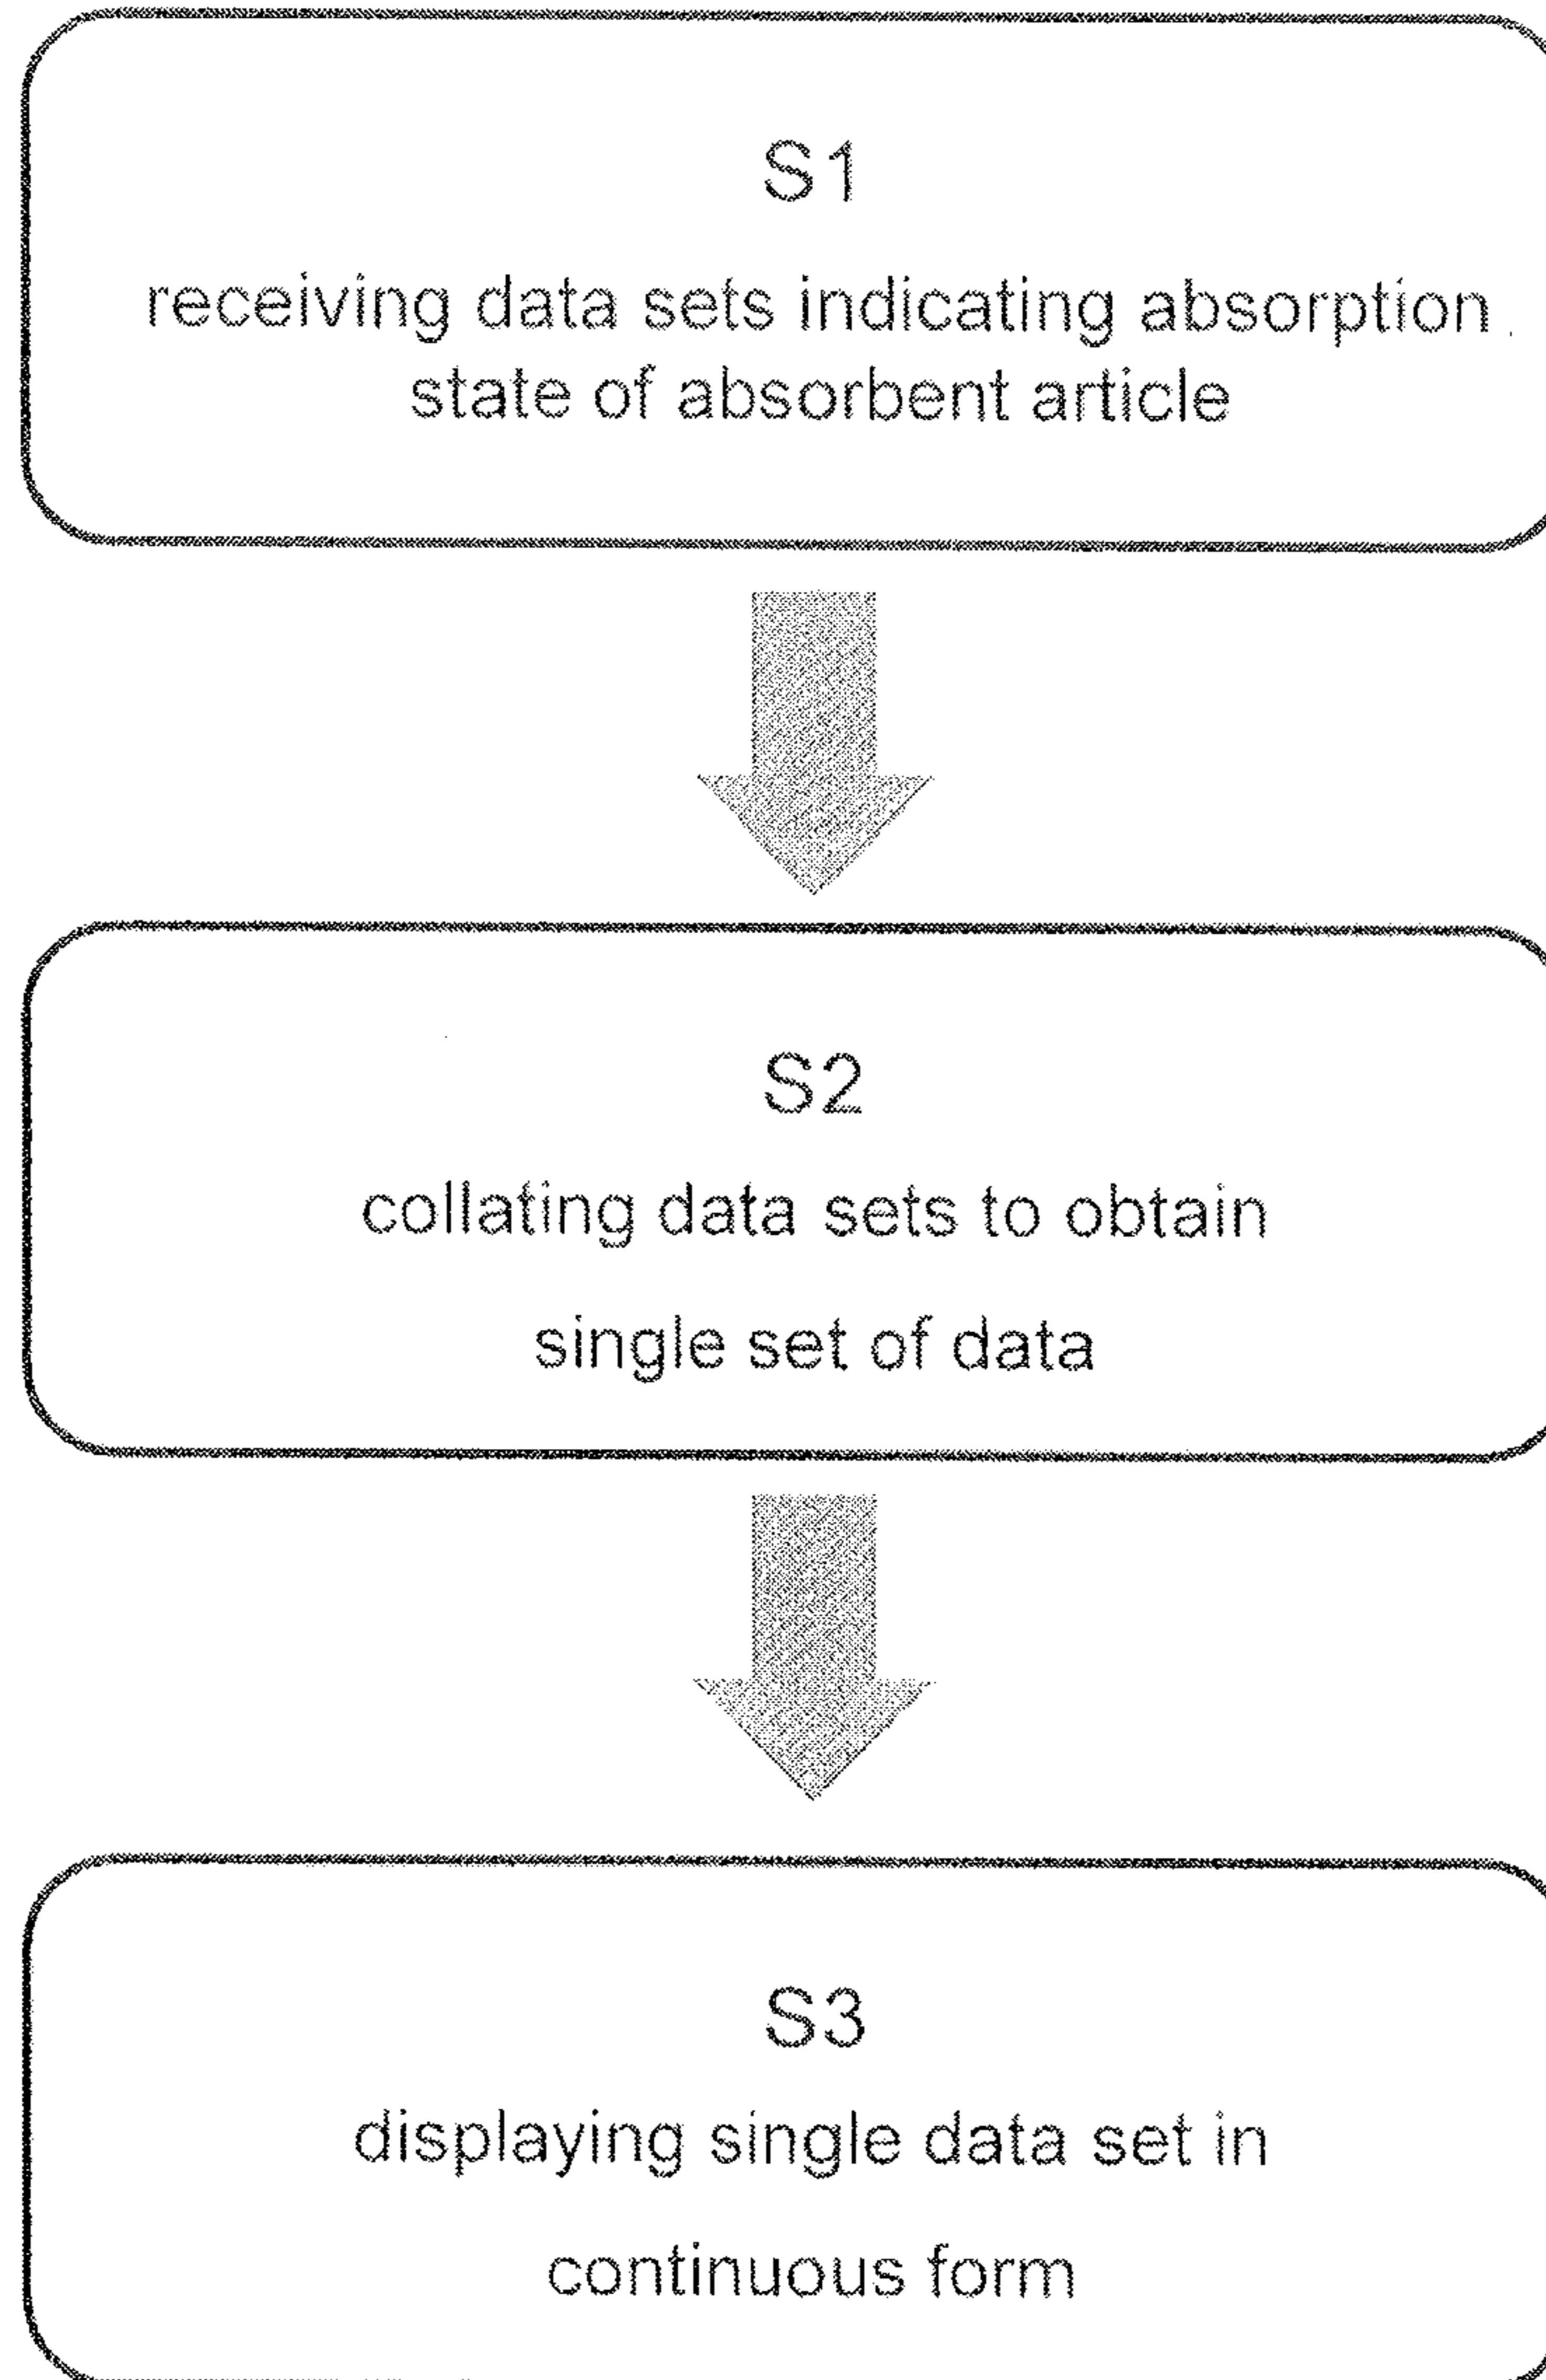 S1
receiving data sets indicating absorption
state of absorbent article
S2
collating data sets to obtain
single set of data
S3
displaying single data set in
continuous form